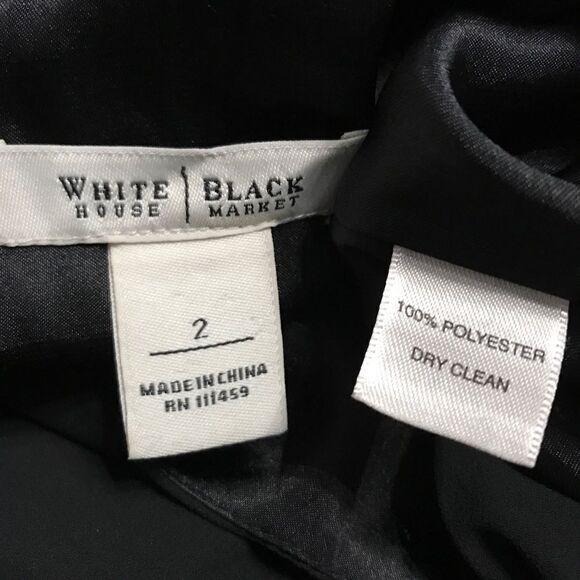 WHITE | BLACK
HOUSE | MARKET
2
MADE IN CHINA
RN 111459
100% POLYESTER
DRY CLEAN